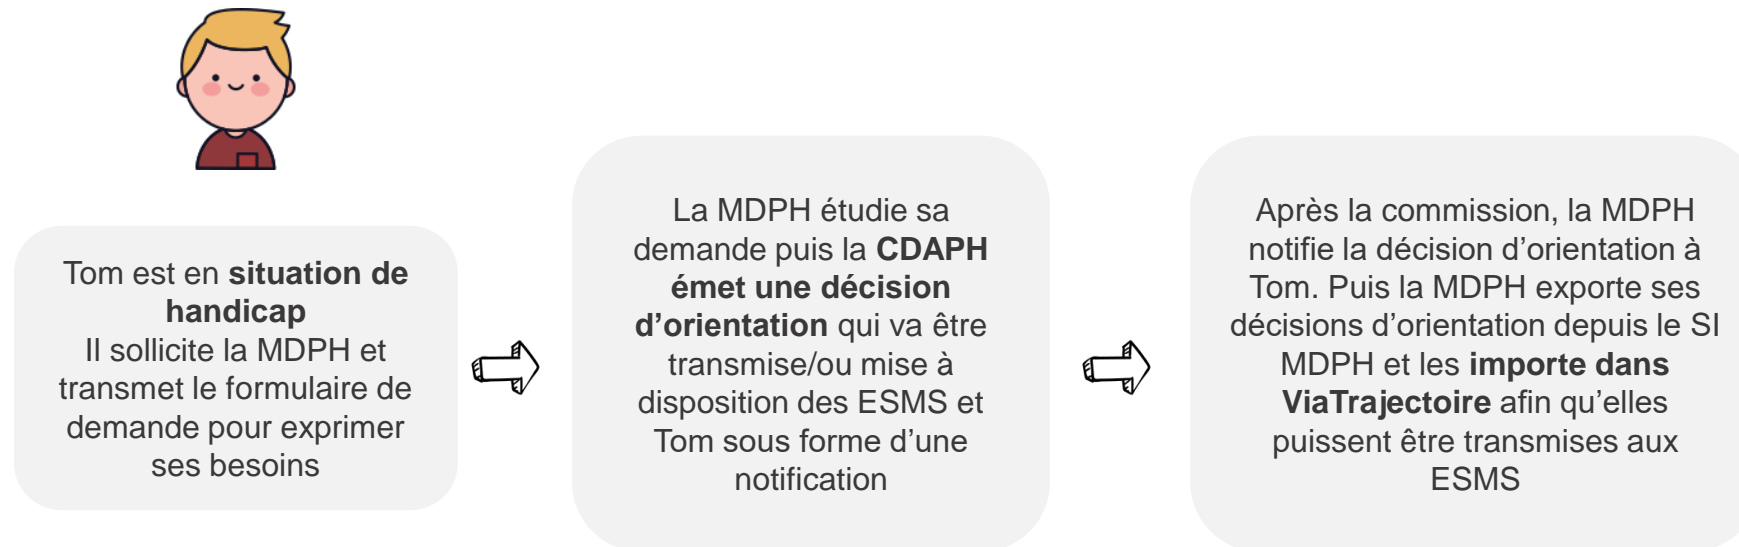 Tom est en situation de
handicap
Il sollicite la MDPH et
transmet le formulaire de
demande pour exprimer
ses besoins
La MDPH étudie sa
demande puis la CDAPH
émet une décision
d’orientation qui va être
transmise/ou mise à
disposition des ESMS et
Tom sous forme d’une
notification
Après la commission, la MDPH
notifie la décision d’orientation à
Tom. Puis la MDPH exporte ses
décisions d’orientation depuis le SI
MDPH et les importe dans
ViaTrajectoire afin qu’elles
puissent être transmises aux
ESMS